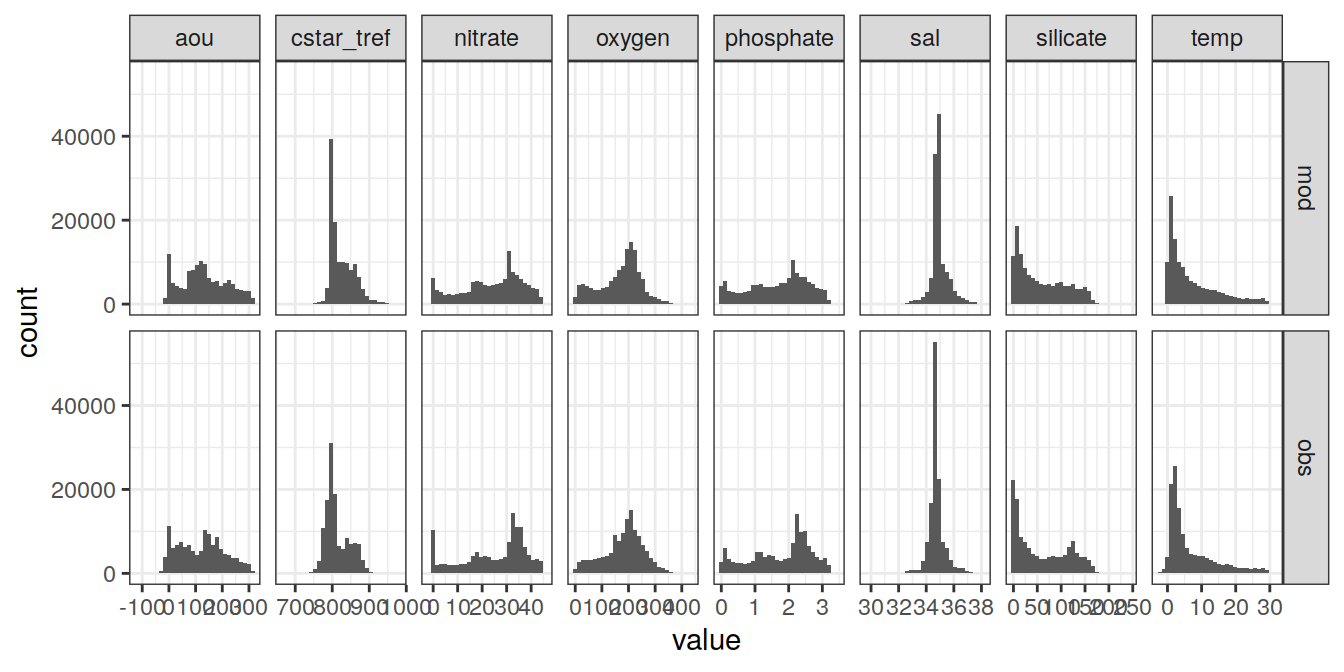 aou cstar_tref nitrate oxygen phosphate sal silicate temp
mod
40000
20000
0
count
obs
40000
20000
0
-100 0 100 200 300 700 800 900 1000 0 10 20 30 40 0 100 200 300 400 0 1 2 3 30 32 34 36 38 0 50 100 150 200 250 0 10 20 30
value